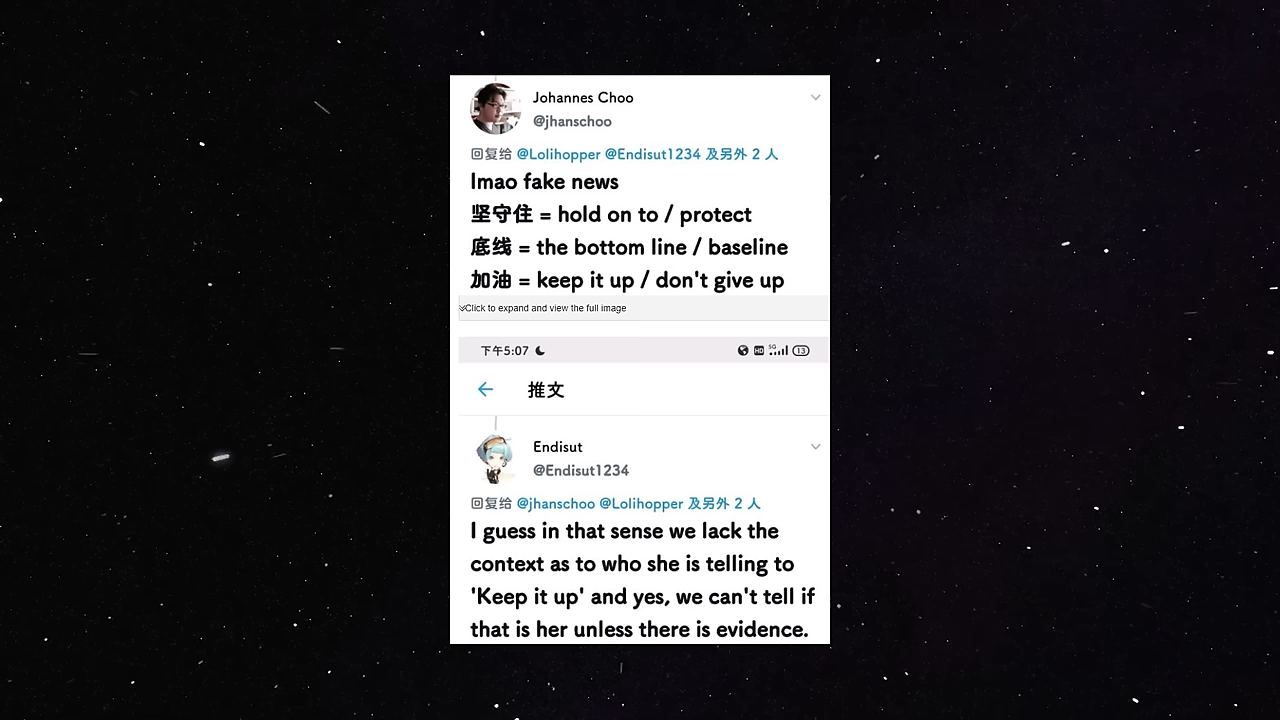 Johannes Choo
@jhanschoo
回复给 @Lolihopper @Endisut1234 及另外 2 人
lmao fake news
坚守住 = hold on to / protect
底线 = the bottom line / baseline
加油 = keep it up / don't give up
Click to expand and view the full image
下午5:07
HD 5G 13
推文
Endisut
@Endisut1234
回复给 @jhanschoo @Lolihopper 及另外 2 人
I guess in that sense we lack the
context as to who she is telling to
'Keep it up' and yes, we can't tell if
that is her unless there is evidence.